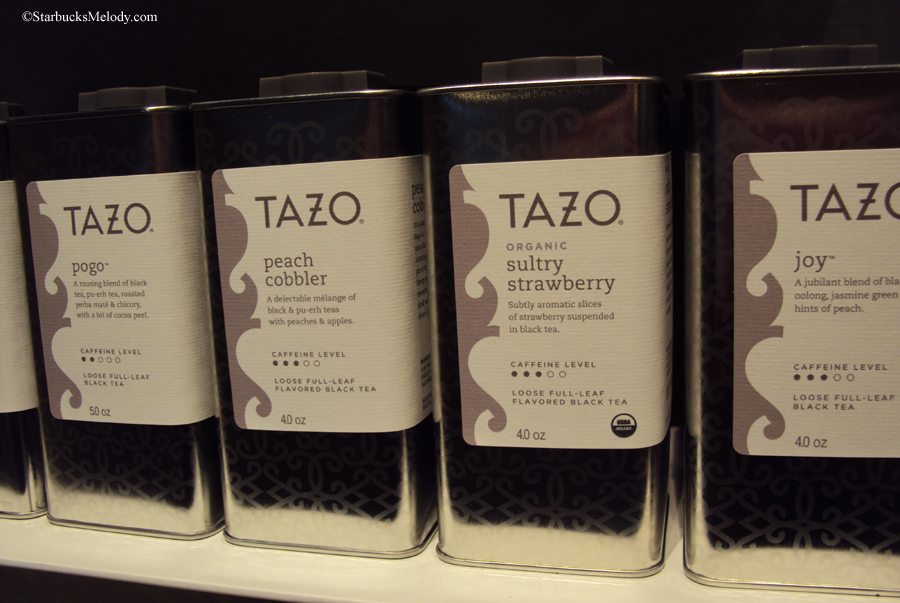 ©StarbucksMelody.com
TAZO®
pogo™
A rousing blend of black
tea, pu-erh tea, roasted
yerba maté & chicory,
with a bit of cocoa peel.
CAFFEINE LEVEL
LOOSE FULL-LEAF
BLACK TEA
5.0 oz
TAZO®
peach
cobbler
A delectable mélange of
black & pu-erh teas
with peaches & apples.
CAFFEINE LEVEL
LOOSE FULL-LEAF
FLAVORED BLACK TEA
4.0 oz
TAZO®
ORGANIC
sultry
strawberry
Subtly aromatic slices
of strawberry suspended
in black tea.
CAFFEINE LEVEL
LOOSE FULL-LEAF
FLAVORED BLACK TEA
4.0 oz
USDA
ORGANIC
TAZO
joy™
A jubilant blend of bla
oolong, jasmine green
hints of peach.
CAFFEINE LEVEL
LOOSE FULL-LEAF
BLACK TEA
4.0 oz